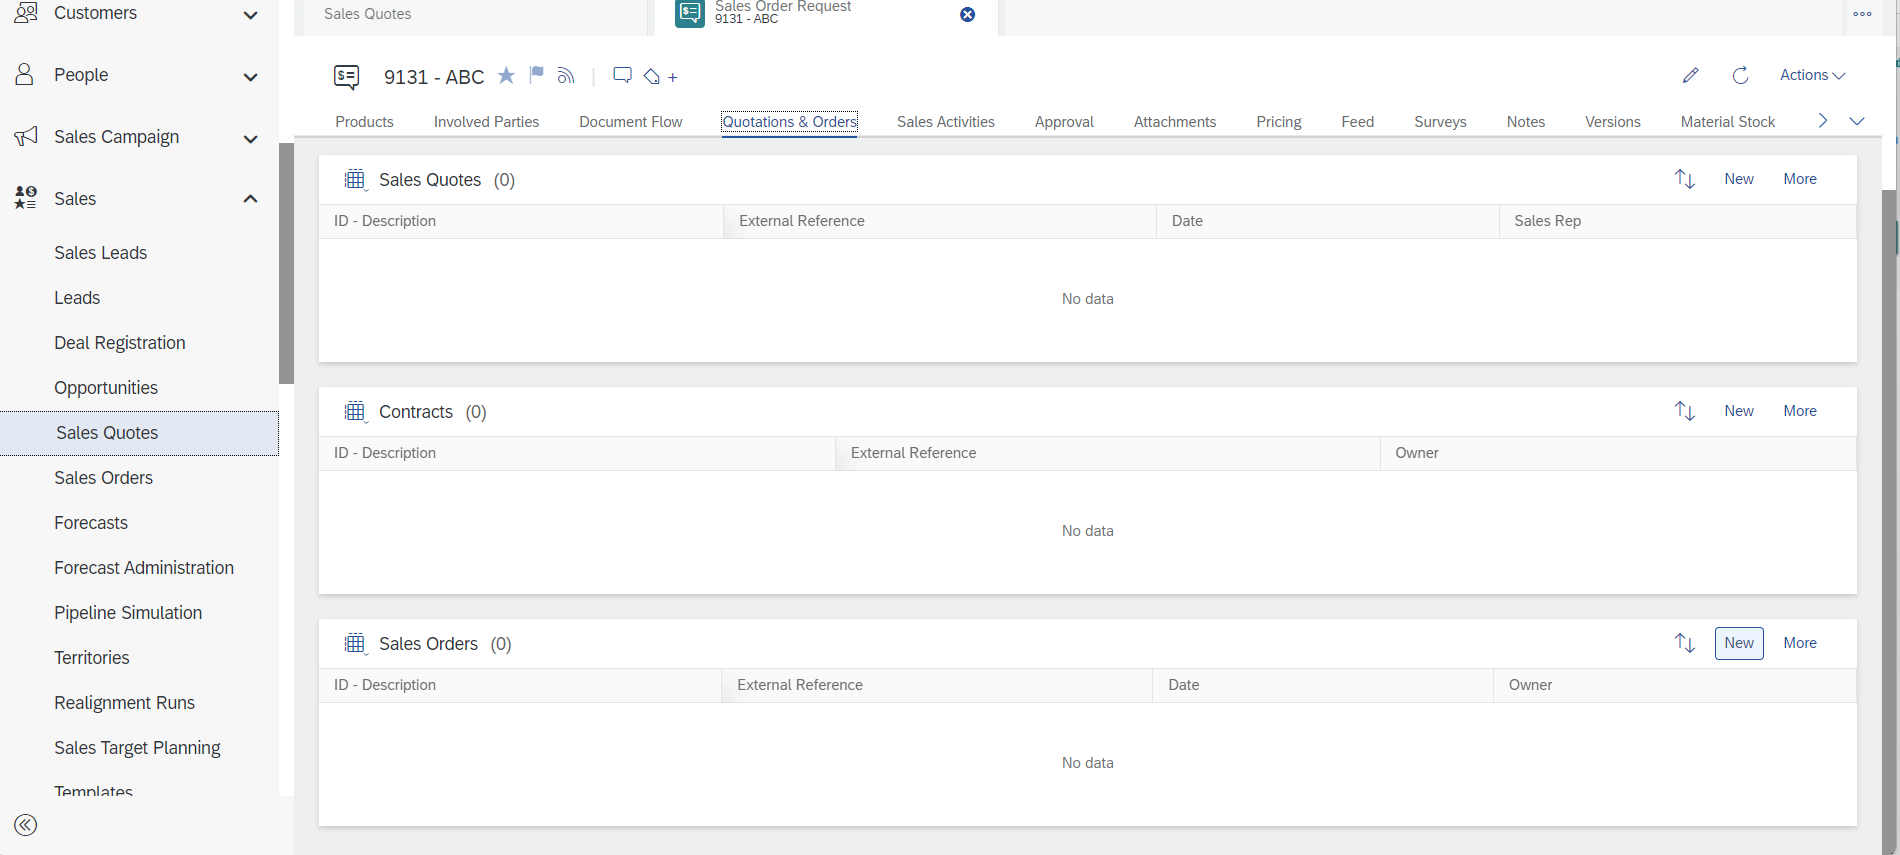 Customers
People
Sales Campaign
Sales
Sales Leads
Leads
Deal Registration
Opportunities
Sales Quotes
Sales Orders
Forecasts
Forecast Administration
Pipeline Simulation
Territories
Realignment Runs
Sales Target Planning
Templates
Sales Quotes
Sales Order Request
9131 - ABC
9131 - ABC
Actions
Products Involved Parties Document Flow Quotations & Orders Sales Activities Approval Attachments Pricing Feed Surveys Notes Versions Material Stock
Sales Quotes (0) New More
ID - Description External Reference Date Sales Rep
No data
Contracts (0) New More
ID - Description External Reference Owner
No data
Sales Orders (0) New More
ID - Description External Reference Date Owner
No data